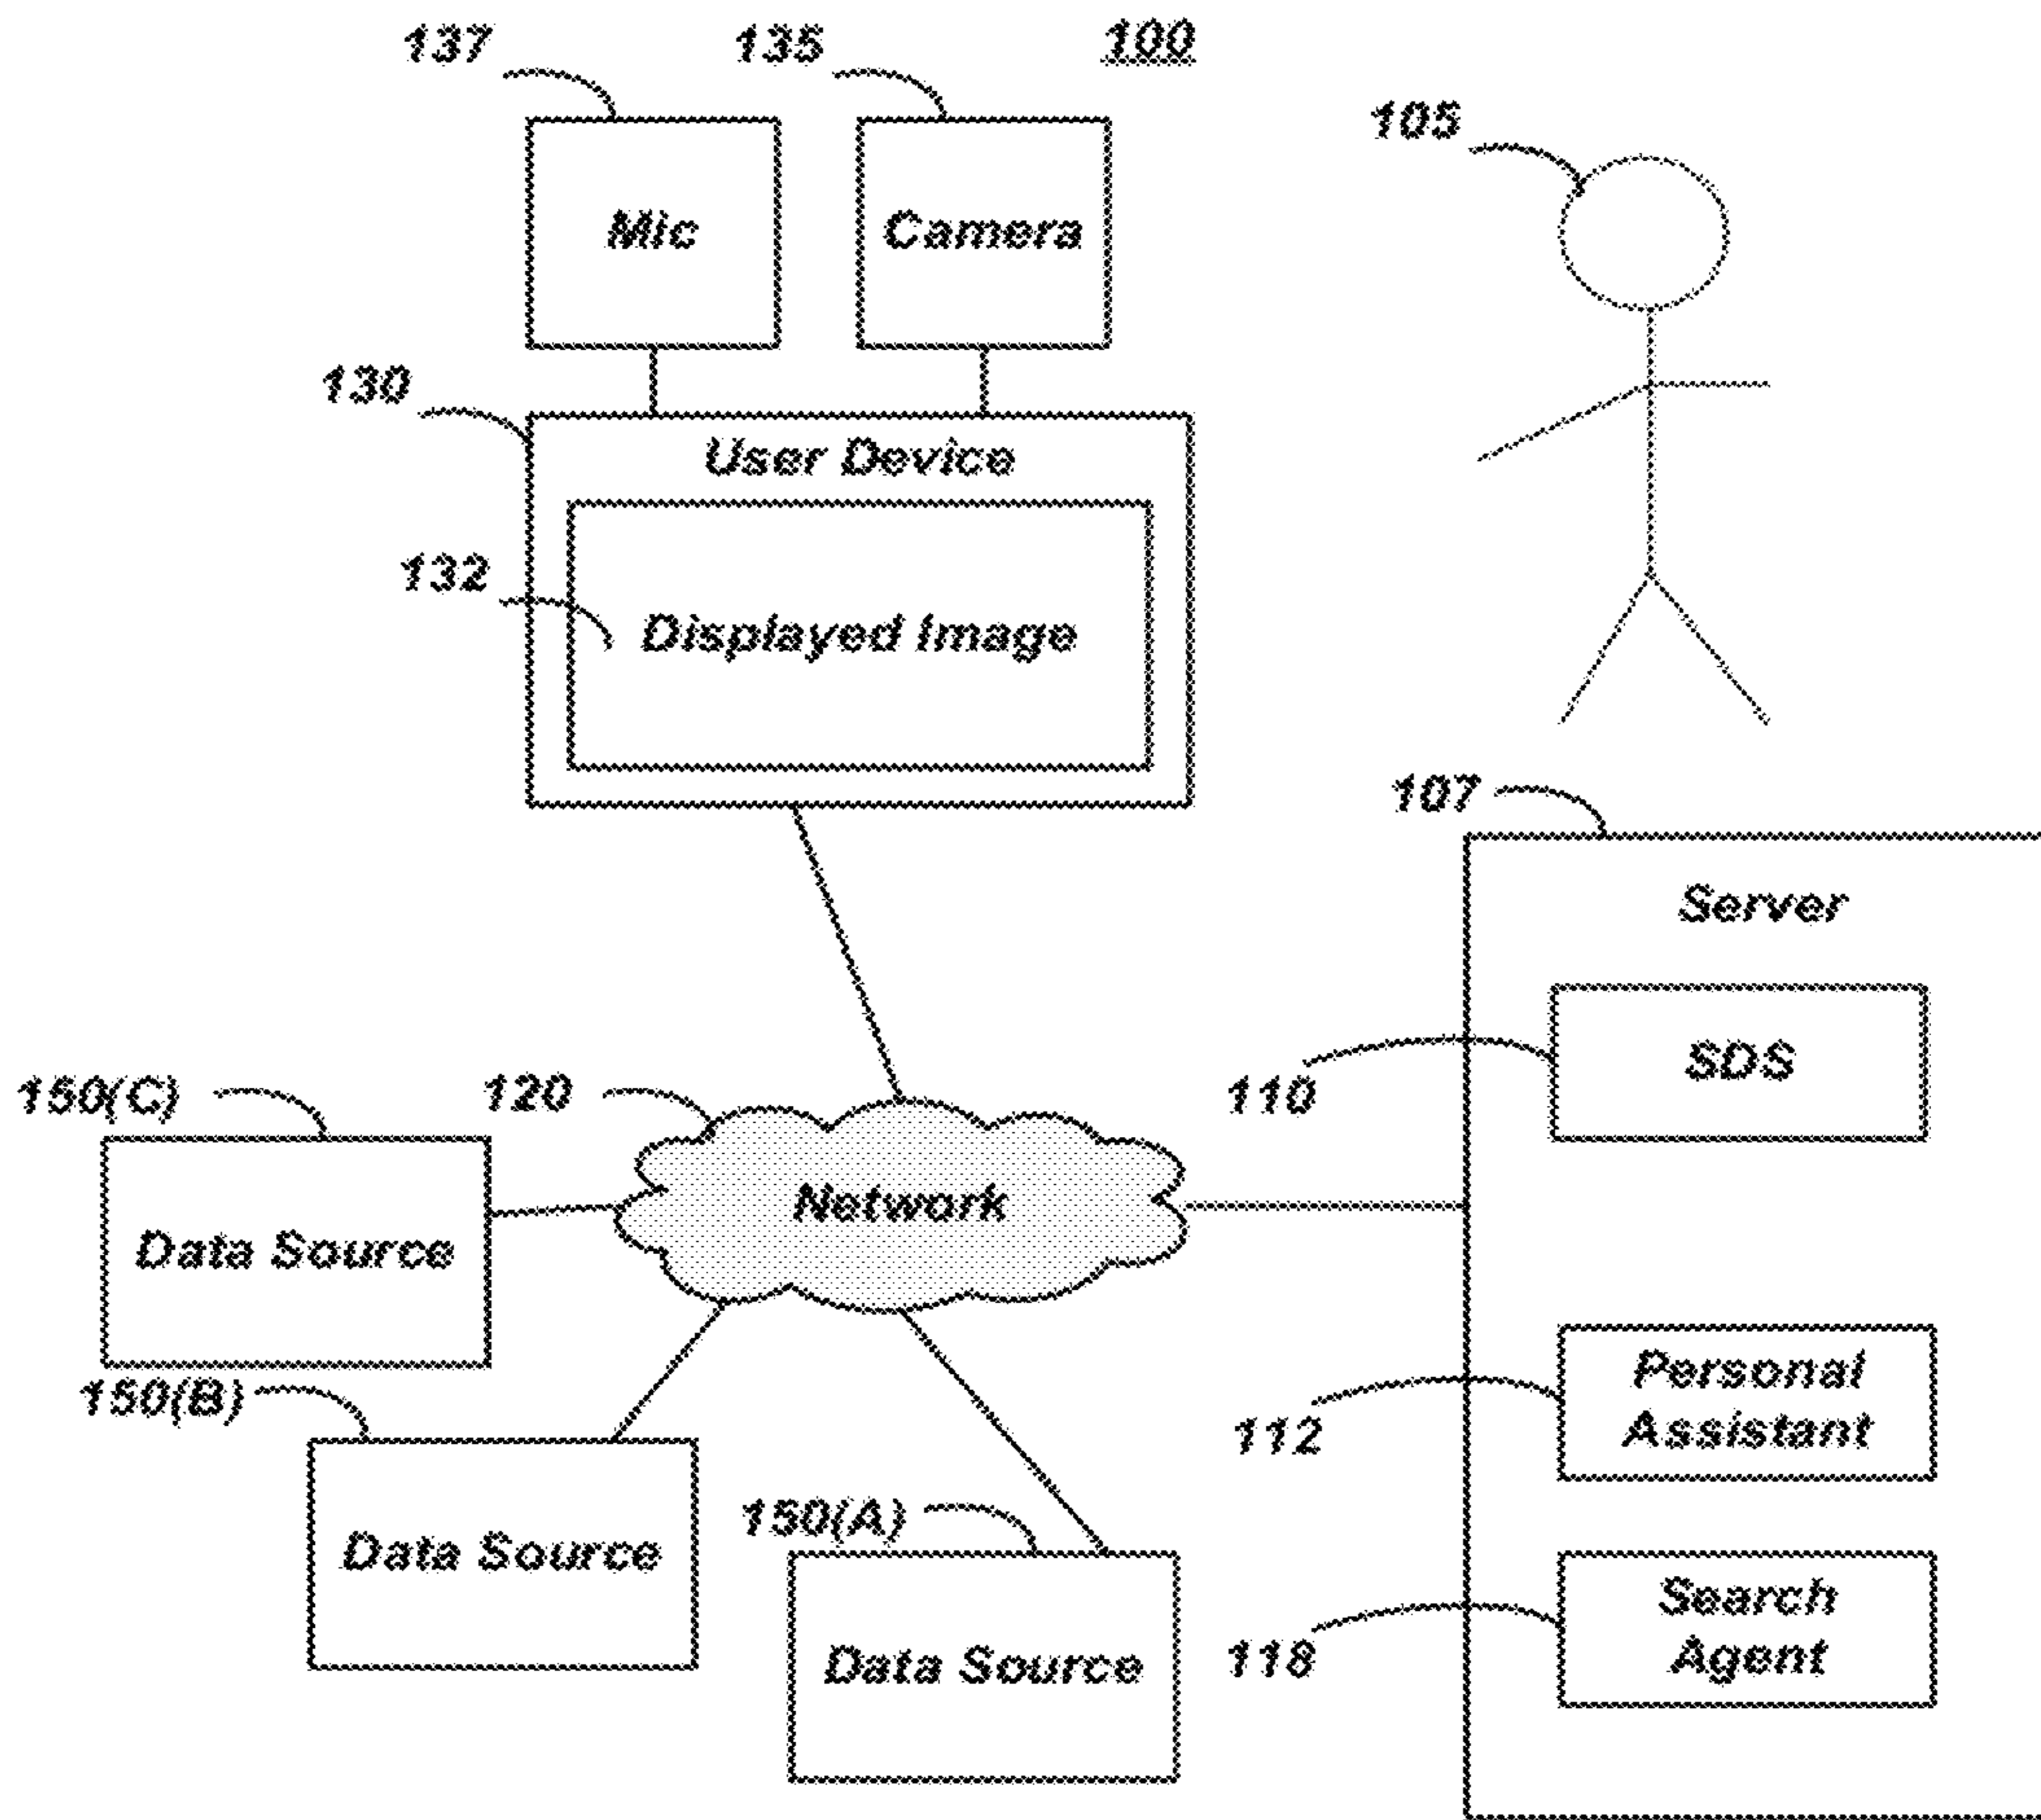 137
135
100
105
Mic
Camera
130
User Device
132
Displayed Image
107
Server
SDS
110
150(C)
120
Network
Data Source
150(B)
Personal
Assistant
112
Data Source
150(A)
Data Source
Search
Agent
118